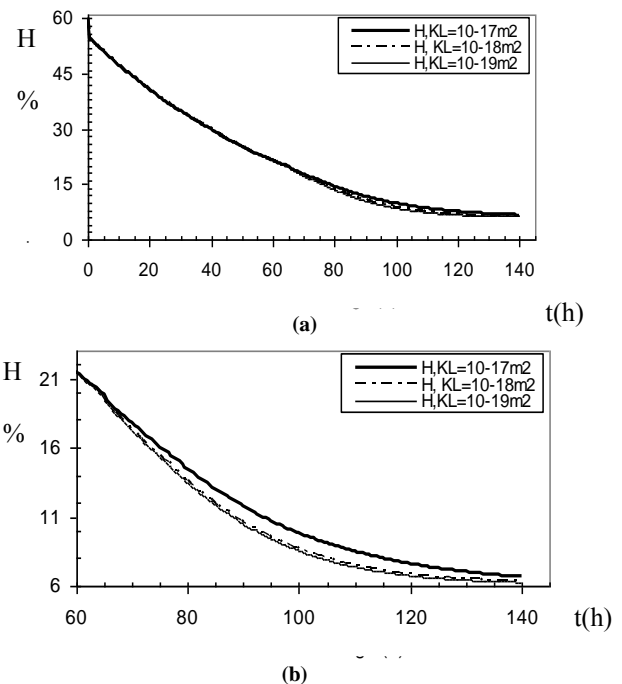 H
%
60
45
30
15
0
H,KL=10-17m2
H, KL=10-18m2
H,KL=10-19m2
0 20 40 60 80 100 120 140
t(h)
(a)
H
%
21
16
11
6
H,KL=10-17m2
H, KL=10-18m2
H,KL=10-19m2
60 80 100 120 140
t(h)
(b)